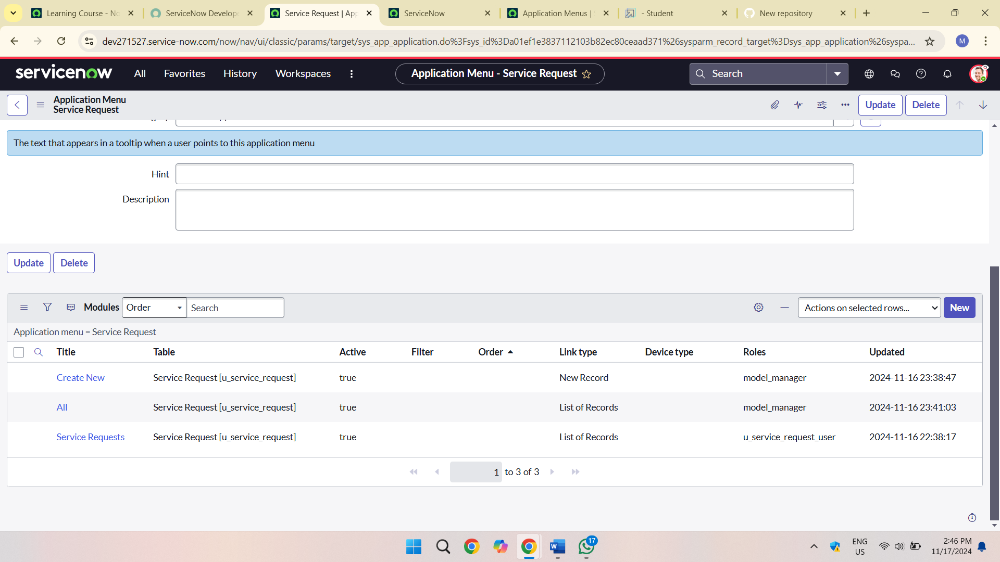 Learning Course - No
ServiceNow Develope
Service Request | App
ServiceNow
Application Menus | S
- Student
New repository
dev271527.service-now.com/now/nav/ui/classic/params/target/sys_app_application.do%3Fsys_id%3Da01ef1e3837112103b82ec80ceaad371%26sysparm_record_target%3Dsys_app_application%26syspa...
M
servicenow
All
Favorites
History
Workspaces
Application Menu - Service Request
Search
Application Menu
Service Request
Update
Delete
The text that appears in a tooltip when a user points to this application menu
Hint
Description
Update
Delete
Modules
Order
Search
Actions on selected rows...
New
Application menu = Service Request
Title Table Active Filter Order Link type Device type Roles Updated
Create New Service Request [u_service_request] true New Record model_manager 2024-11-16 23:38:47
All Service Request [u_service_request] true List of Records model_manager 2024-11-16 23:41:03
Service Requests Service Request [u_service_request] true List of Records u_service_request_user 2024-11-16 22:38:17
1 to 3 of 3
W
17
ENG
US
2:46 PM
11/17/2024